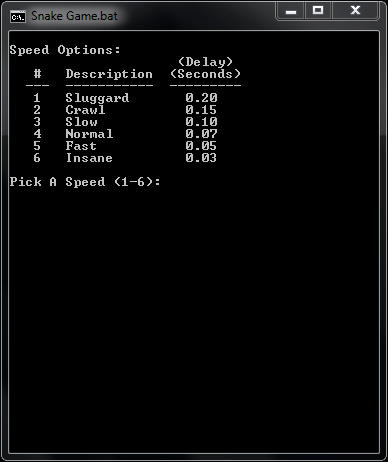 Snake Game.bat
Speed Options:
(Delay)
# Description (Seconds)
--- ----------- ---------
1 Sluggard 0.20
2 Crawl 0.15
3 Slow 0.10
4 Normal 0.07
5 Fast 0.05
6 Insane 0.03
Pick A Speed (1-6):